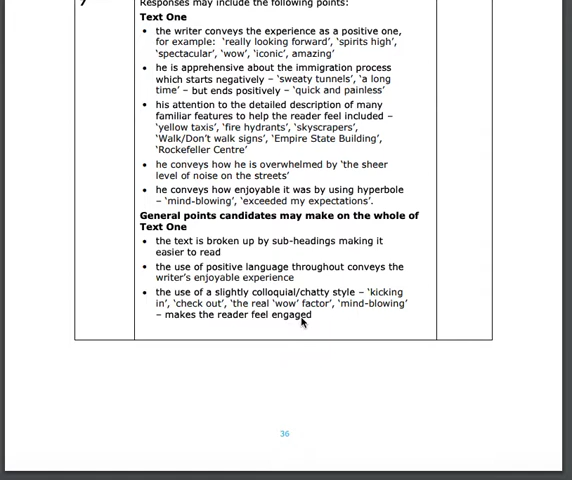 7
Responses may include the following points:
Text One
• the writer conveys the experience as a positive one,
for example: ‘really looking forward’, ‘spirits high’,
‘spectacular’, ‘wow’, ‘iconic’, amazing’
• he is apprehensive about the immigration process
which starts negatively – ‘sweaty tunnels’, ‘a long
time’ – but ends positively – ‘quick and painless’
• his attention to the detailed description of many
familiar features to help the reader feel included –
‘yellow taxis’, ‘fire hydrants’, ‘skyscrapers’,
‘Walk/Don’t walk signs’, ‘Empire State Building’,
‘Rockefeller Centre’
• he conveys how he is overwhelmed by ‘the sheer
level of noise on the streets’
• he conveys how enjoyable it was by using hyperbole
– ‘mind-blowing’, ‘exceeded my expectations’.
General points candidates may make on the whole of
Text One
• the text is broken up by sub-headings making it
easier to read
• the use of positive language throughout conveys the
writer’s enjoyable experience
• the use of a slightly colloquial/chatty style – ‘kicking
in’, ‘check out’, ‘the real ‘wow’ factor’, ‘mind-blowing’
– makes the reader feel engaged
36